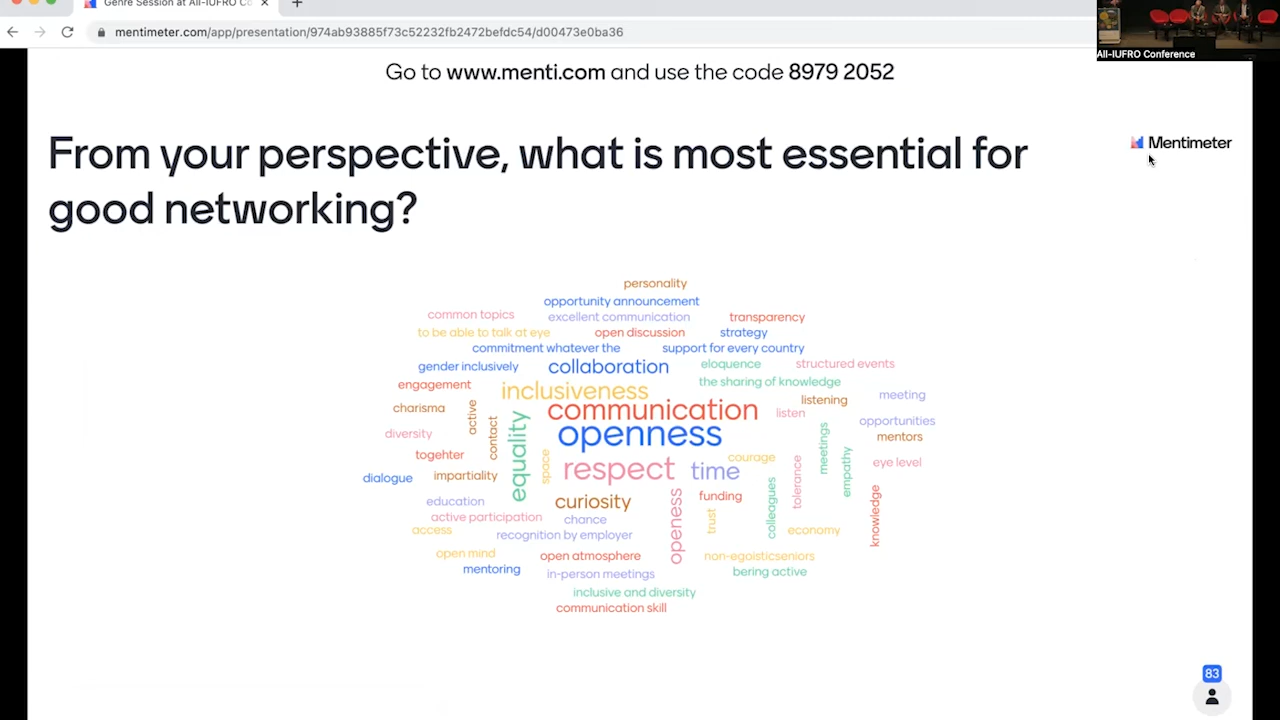 Genre Session at All-IUFRO Co
mentimeter.com/app/presentation/974ab93885f73c52232fb2472befdc54/d00473e0ba36
All-IUFRO Conference
Go to www.menti.com and use the code 8979 2052
From your perspective, what is most essential for
good networking?
Mentimeter
personality
opportunity announcement
common topics
excellent communication
transparency
to be able to talk at eye
open discussion
strategy
commitment whatever the
support for every country
gender inclusively
collaboration
eloquence
structured events
engagement
inclusiveness
the sharing of knowledge
charisma
active
communication
listen
listening
meeting
diversity
contact
equality
openness
opportunities
mentors
togehter
space
respect
time
courage
meetings
empathy
eye level
dialogue
impartiality
tolerance
education
curiosity
funding
colleagues
knowledge
active participation
chance
openess
trust
access
recognition by employer
economy
open mind
open atmosphere
non-egoisticseniors
mentoring
in-person meetings
bering active
inclusive and diversity
communication skill
83